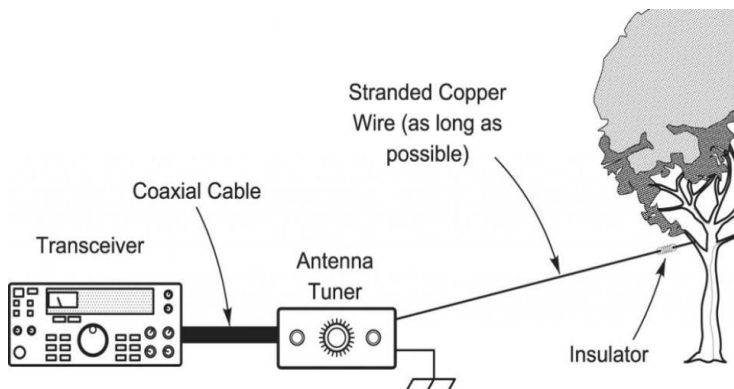 Stranded Copper
Wire (as long as
possible)
Coaxial Cable
Transceiver
Antenna
Tuner
Insulator